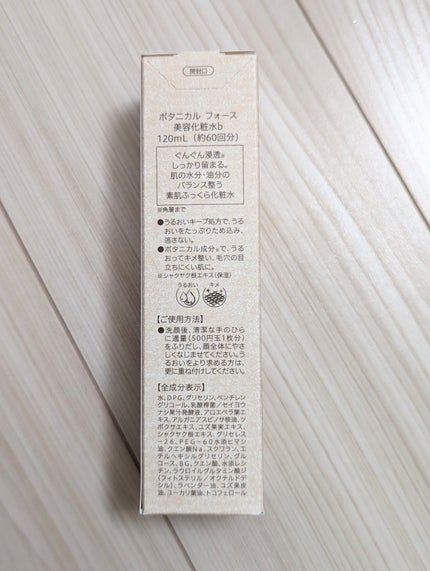 開封口
ボタニカル フォース
美容化粧水b
120mL（約60回分）
ぐんぐん浸透※
しっかり留まる。
肌の水分・油分の
バランス整う
素肌ふっくら化粧水
※角層まで
●うるおいキープ処方で、うる
おいをたっぷりため込み、
逃さない。
●ボタニカル成分※で、うる
おってキメ整い、毛穴の目
立ちにくい肌に。
※シャクヤク根エキス(保湿)
うるおい キメ
【ご使用方法】
●洗顔後、清潔な手のひら
に適量（500円玉1枚分）
をふりだし、顔全体にやさ
しくなじませてください。う
るおいをより求める方は、
更に重ね付けしてください。
【全成分表示】
水、DPG、グリセリン、ペンチレン
グリコール、乳酸桿菌／セイヨウ
ナシ果汁発酵液、アロエベラ葉エ
キス、アルガニアスピノサ核油、ツ
ボクサエキス、ユズ果実エキス、
シャクヤク根エキス、グリセレス
－26、PEG－60水添ヒマシ
油、クエン酸Na、スクワラン、エ
チルヘキシルグリセリン、グル
コース、BG、クエン酸、水添レシ
チン、ラウロイルグルタミン酸ジ
（フィトステリル／オクチルドデ
シル）、ラベンダー油、ユズ果皮
油、ユーカリ葉油、トコフェロール